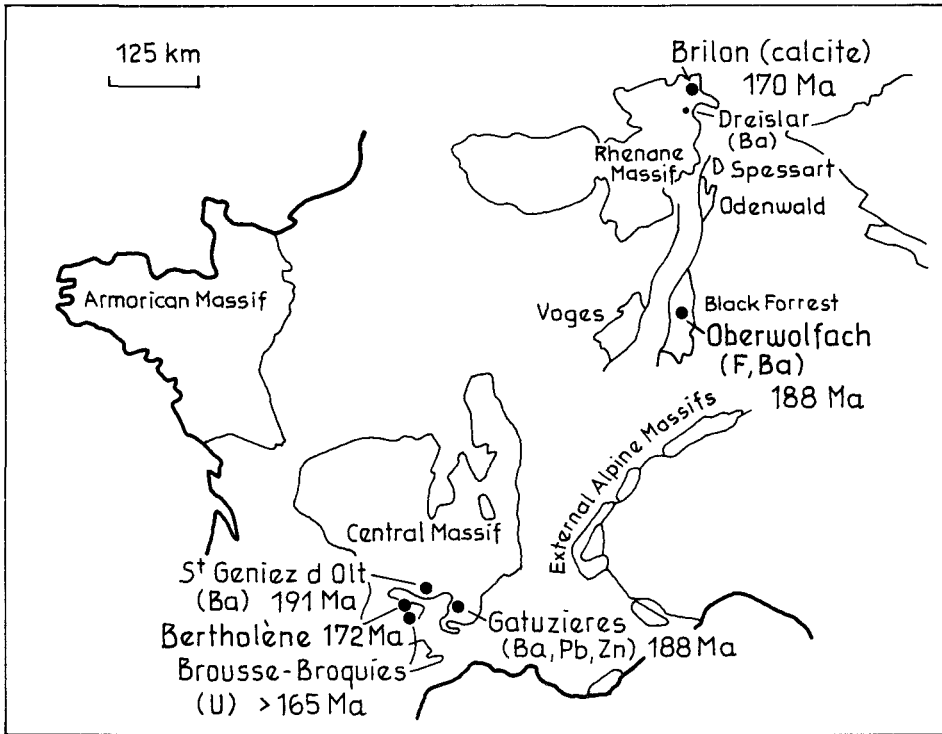 125 km
Brilon (calcite)
170 Ma
Dreislar
(Ba)
Rhenane
Massif
Spessart
Odenwald
Armorican Massif
Voges
Black Forrest
Oberwolfach
(F, Ba)
188 Ma
External Alpine Massifs
Central Massif
St Geniez d Olt
(Ba) 191 Ma
Bertholène 172 Ma
Brousse-Broquies
(U) >165 Ma
Gatuzieres
(Ba, Pb, Zn) 188 Ma